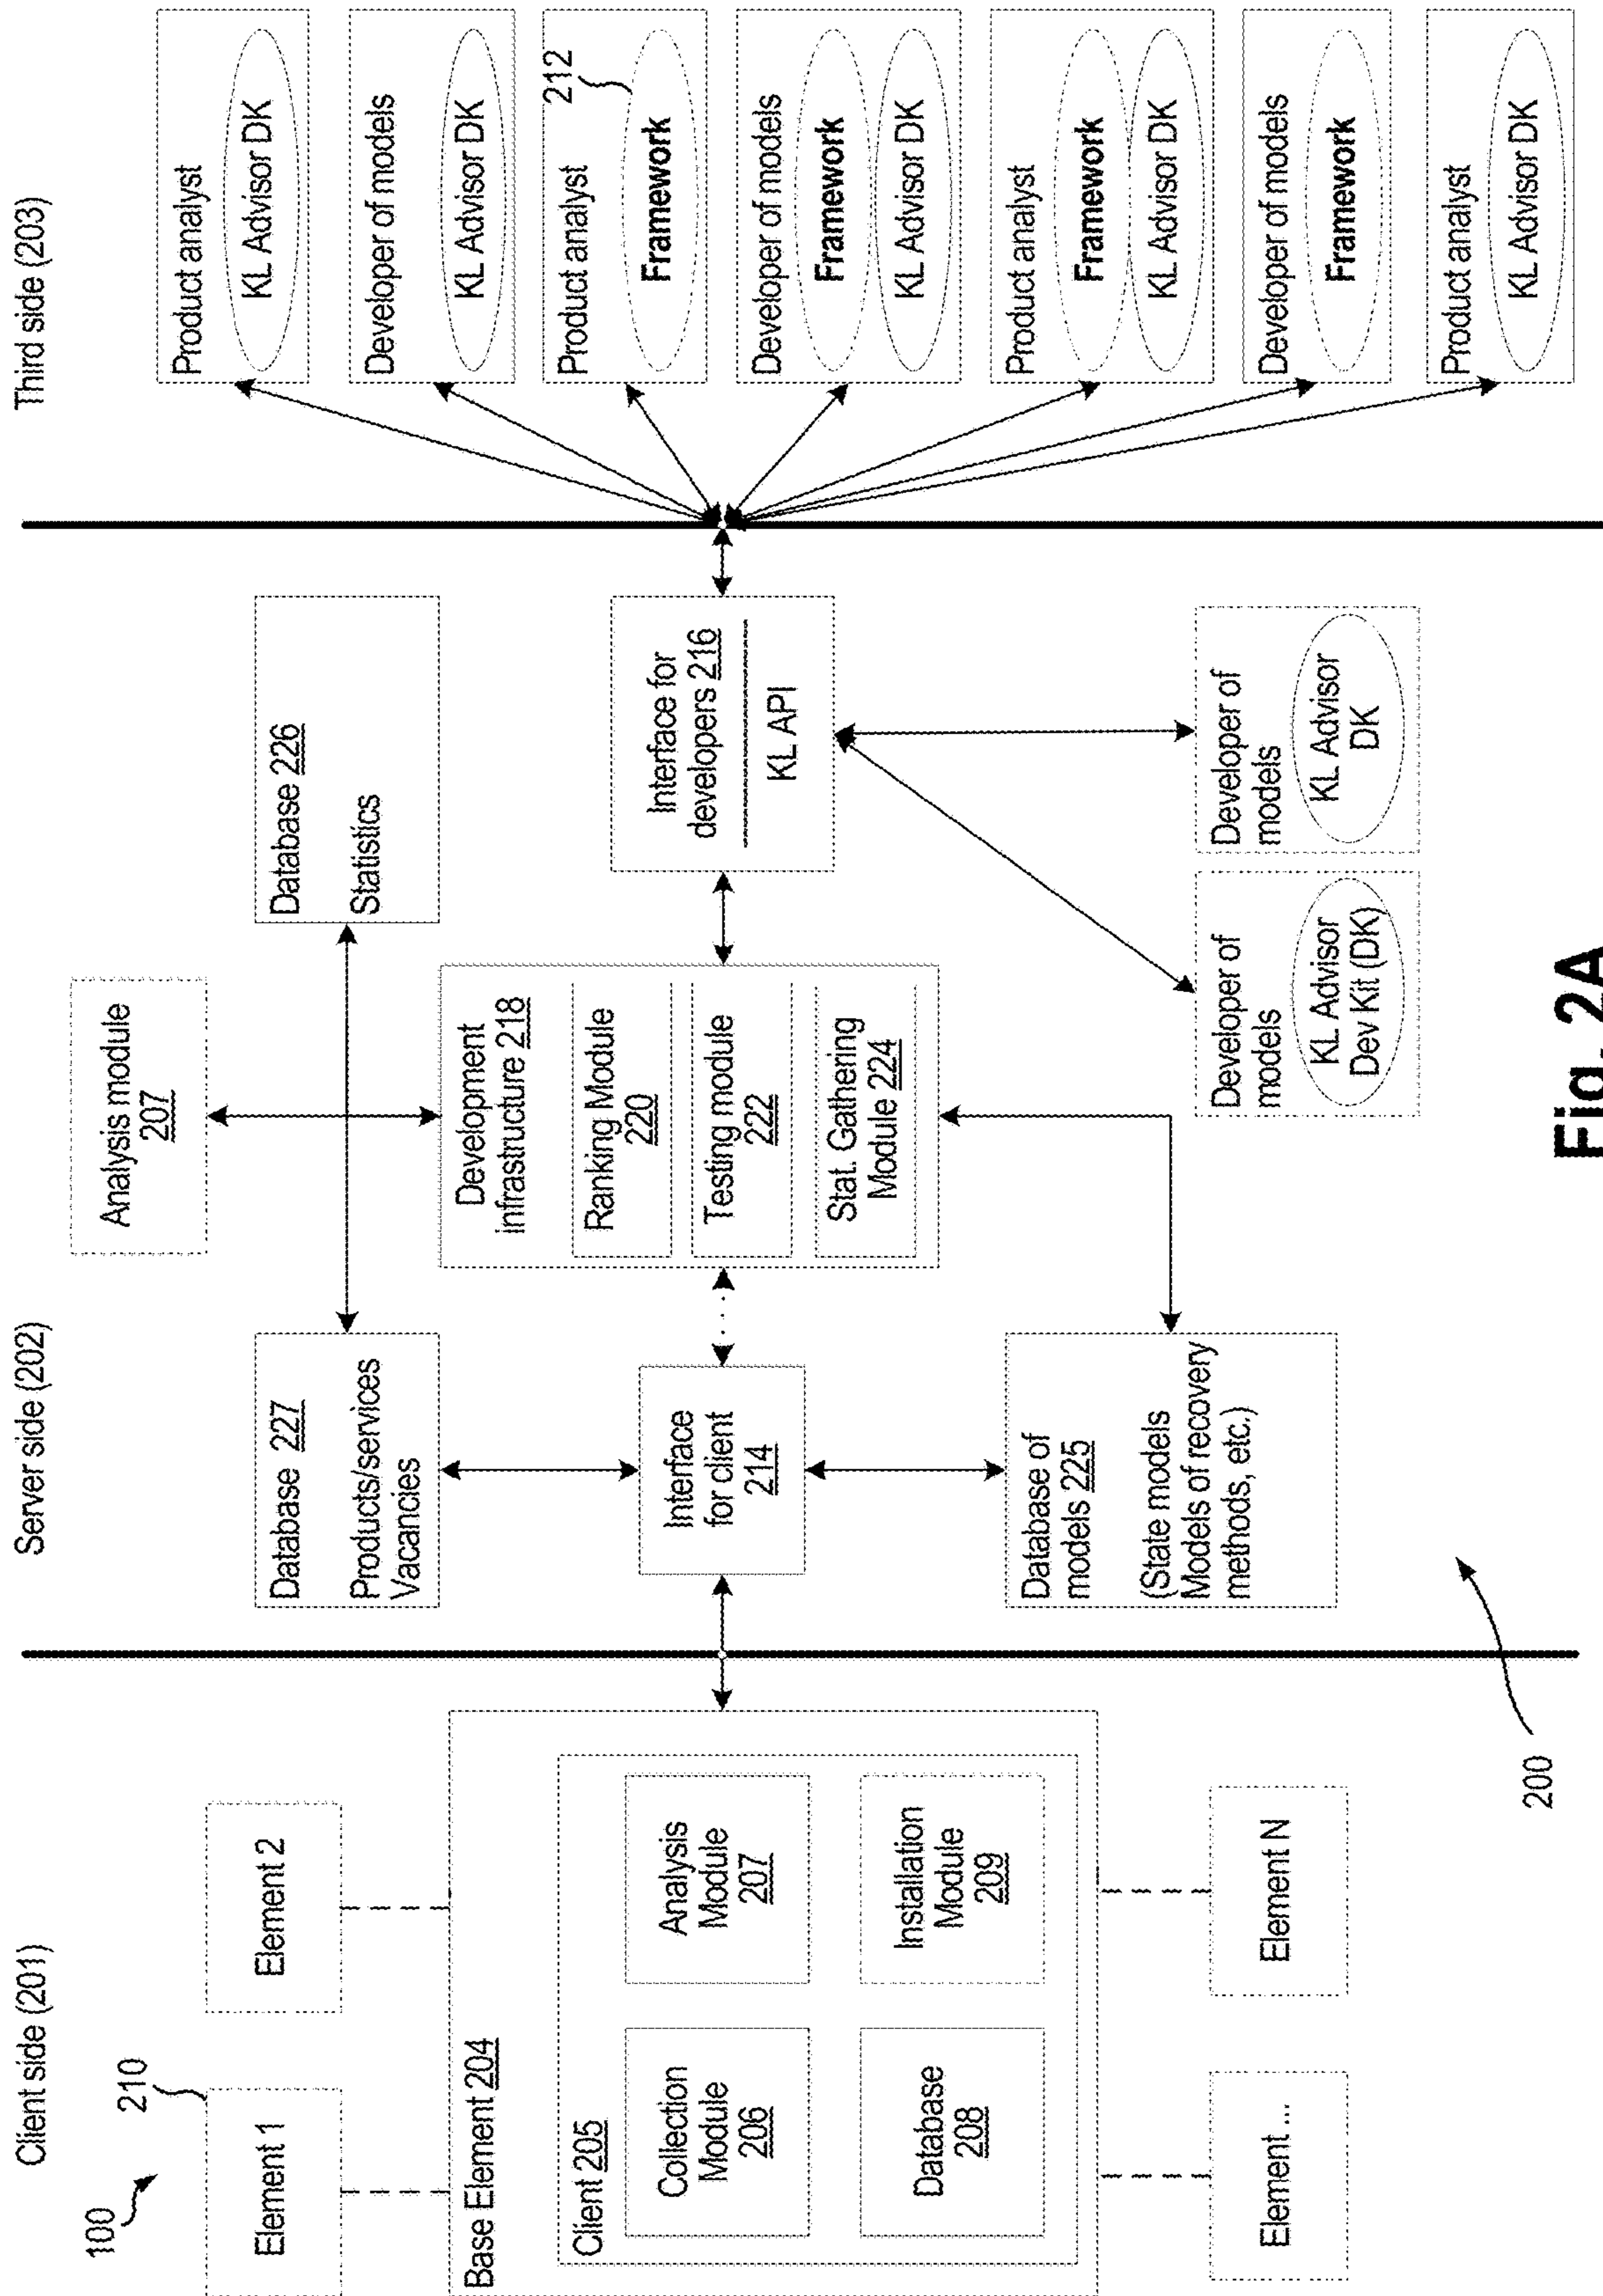 Client side (201)
Server side (202)
Third side (203)
100
210
Element 1
Element 2
Base Element 204
Client 205
Collection
Module
206
Analysis
Module
207
Database
208
Installation
Module
209
Element ...
Element N
200
Database 227
Products/services
Vacancies
Interface
for client
214
Database of
models 225
(State models
Models of recovery
methods, etc.)
Analysis module
207
Database 226
Statistics
Development
infrastructure 218
Ranking Module
220
Testing module
222
Stat. Gathering
Module 224
Interface for
developers 216
KL API
Developer of
models
KL Advisor
Dev Kit (DK)
Developer of
models
KL Advisor
DK
Product analyst
KL Advisor DK
Developer of models
KL Advisor DK
212
Product analyst
Framework
Developer of models
Framework
KL Advisor DK
Product analyst
Framework
KL Advisor DK
Developer of models
Framework
Product analyst
KL Advisor DK
Fig. 2A